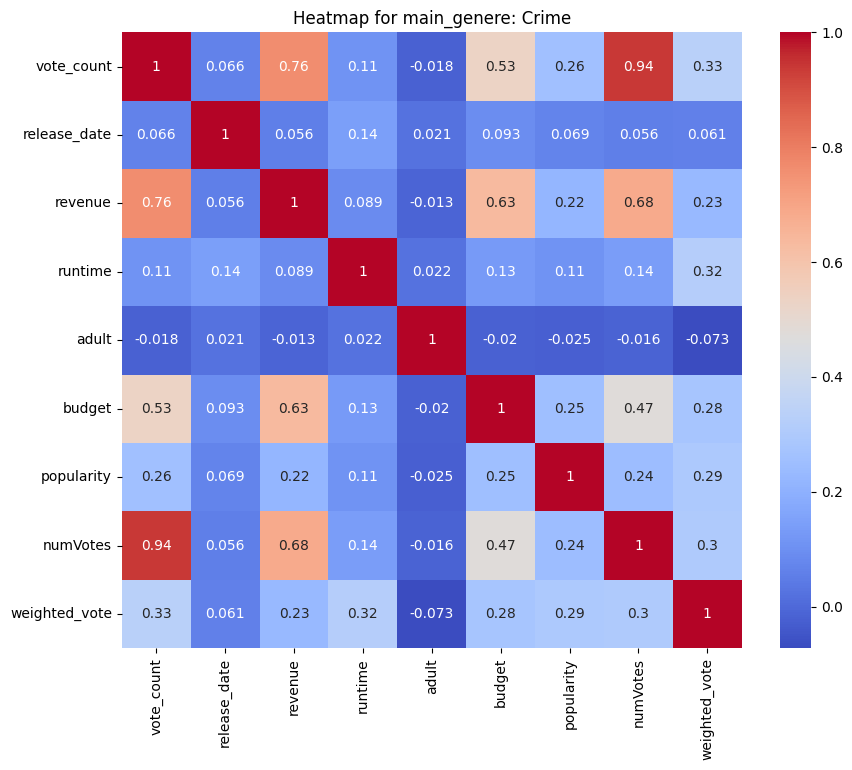 Heatmap for main_genere: Crime
vote_count 1 0.066 0.76 0.11 -0.018 0.53 0.26 0.94 0.33
release_date 0.066 1 0.056 0.14 0.021 0.093 0.069 0.056 0.061
revenue 0.76 0.056 1 0.089 -0.013 0.63 0.22 0.68 0.23
runtime 0.11 0.14 0.089 1 0.022 0.13 0.11 0.14 0.32
adult -0.018 0.021 -0.013 0.022 1 -0.02 -0.025 -0.016 -0.073
budget 0.53 0.093 0.63 0.13 -0.02 1 0.25 0.47 0.28
popularity 0.26 0.069 0.22 0.11 -0.025 0.25 1 0.24 0.29
numVotes 0.94 0.056 0.68 0.14 -0.016 0.47 0.24 1 0.3
weighted_vote 0.33 0.061 0.23 0.32 -0.073 0.28 0.29 0.3 1
vote_count release_date revenue runtime adult budget popularity numVotes weighted_vote
1.0
0.8
0.6
0.4
0.2
0.0